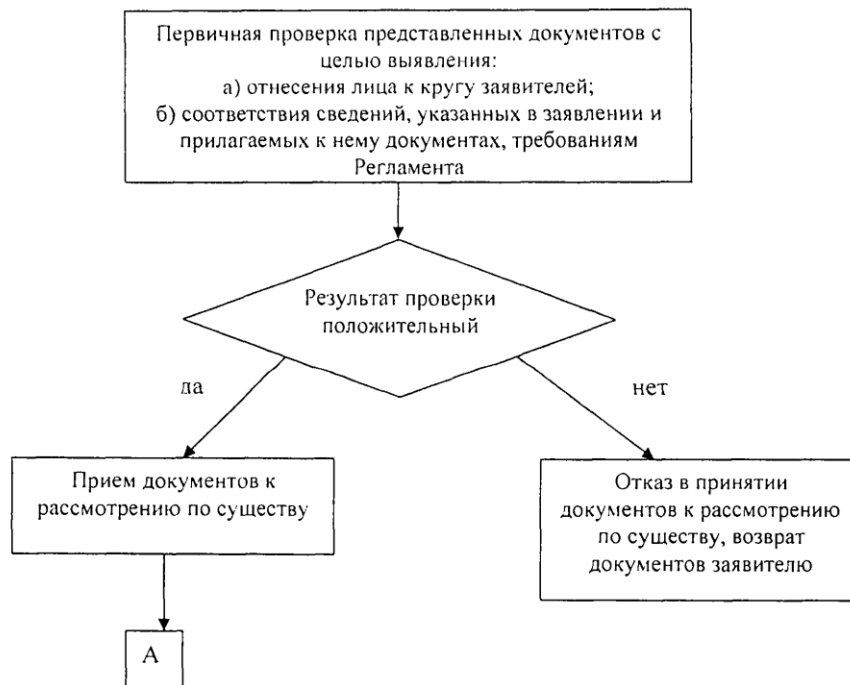 Первичная проверка представленных документов с
целью выявления:
а) отнесения лица к кругу заявителей;
б) соответствия сведений, указанных в заявлении и
прилагаемых к нему документах, требованиям
Регламента
Результат проверки
положительный
да
нет
Прием документов к
рассмотрению по существу
Отказ в принятии
документов к рассмотрению
по существу, возврат
документов заявителю
А